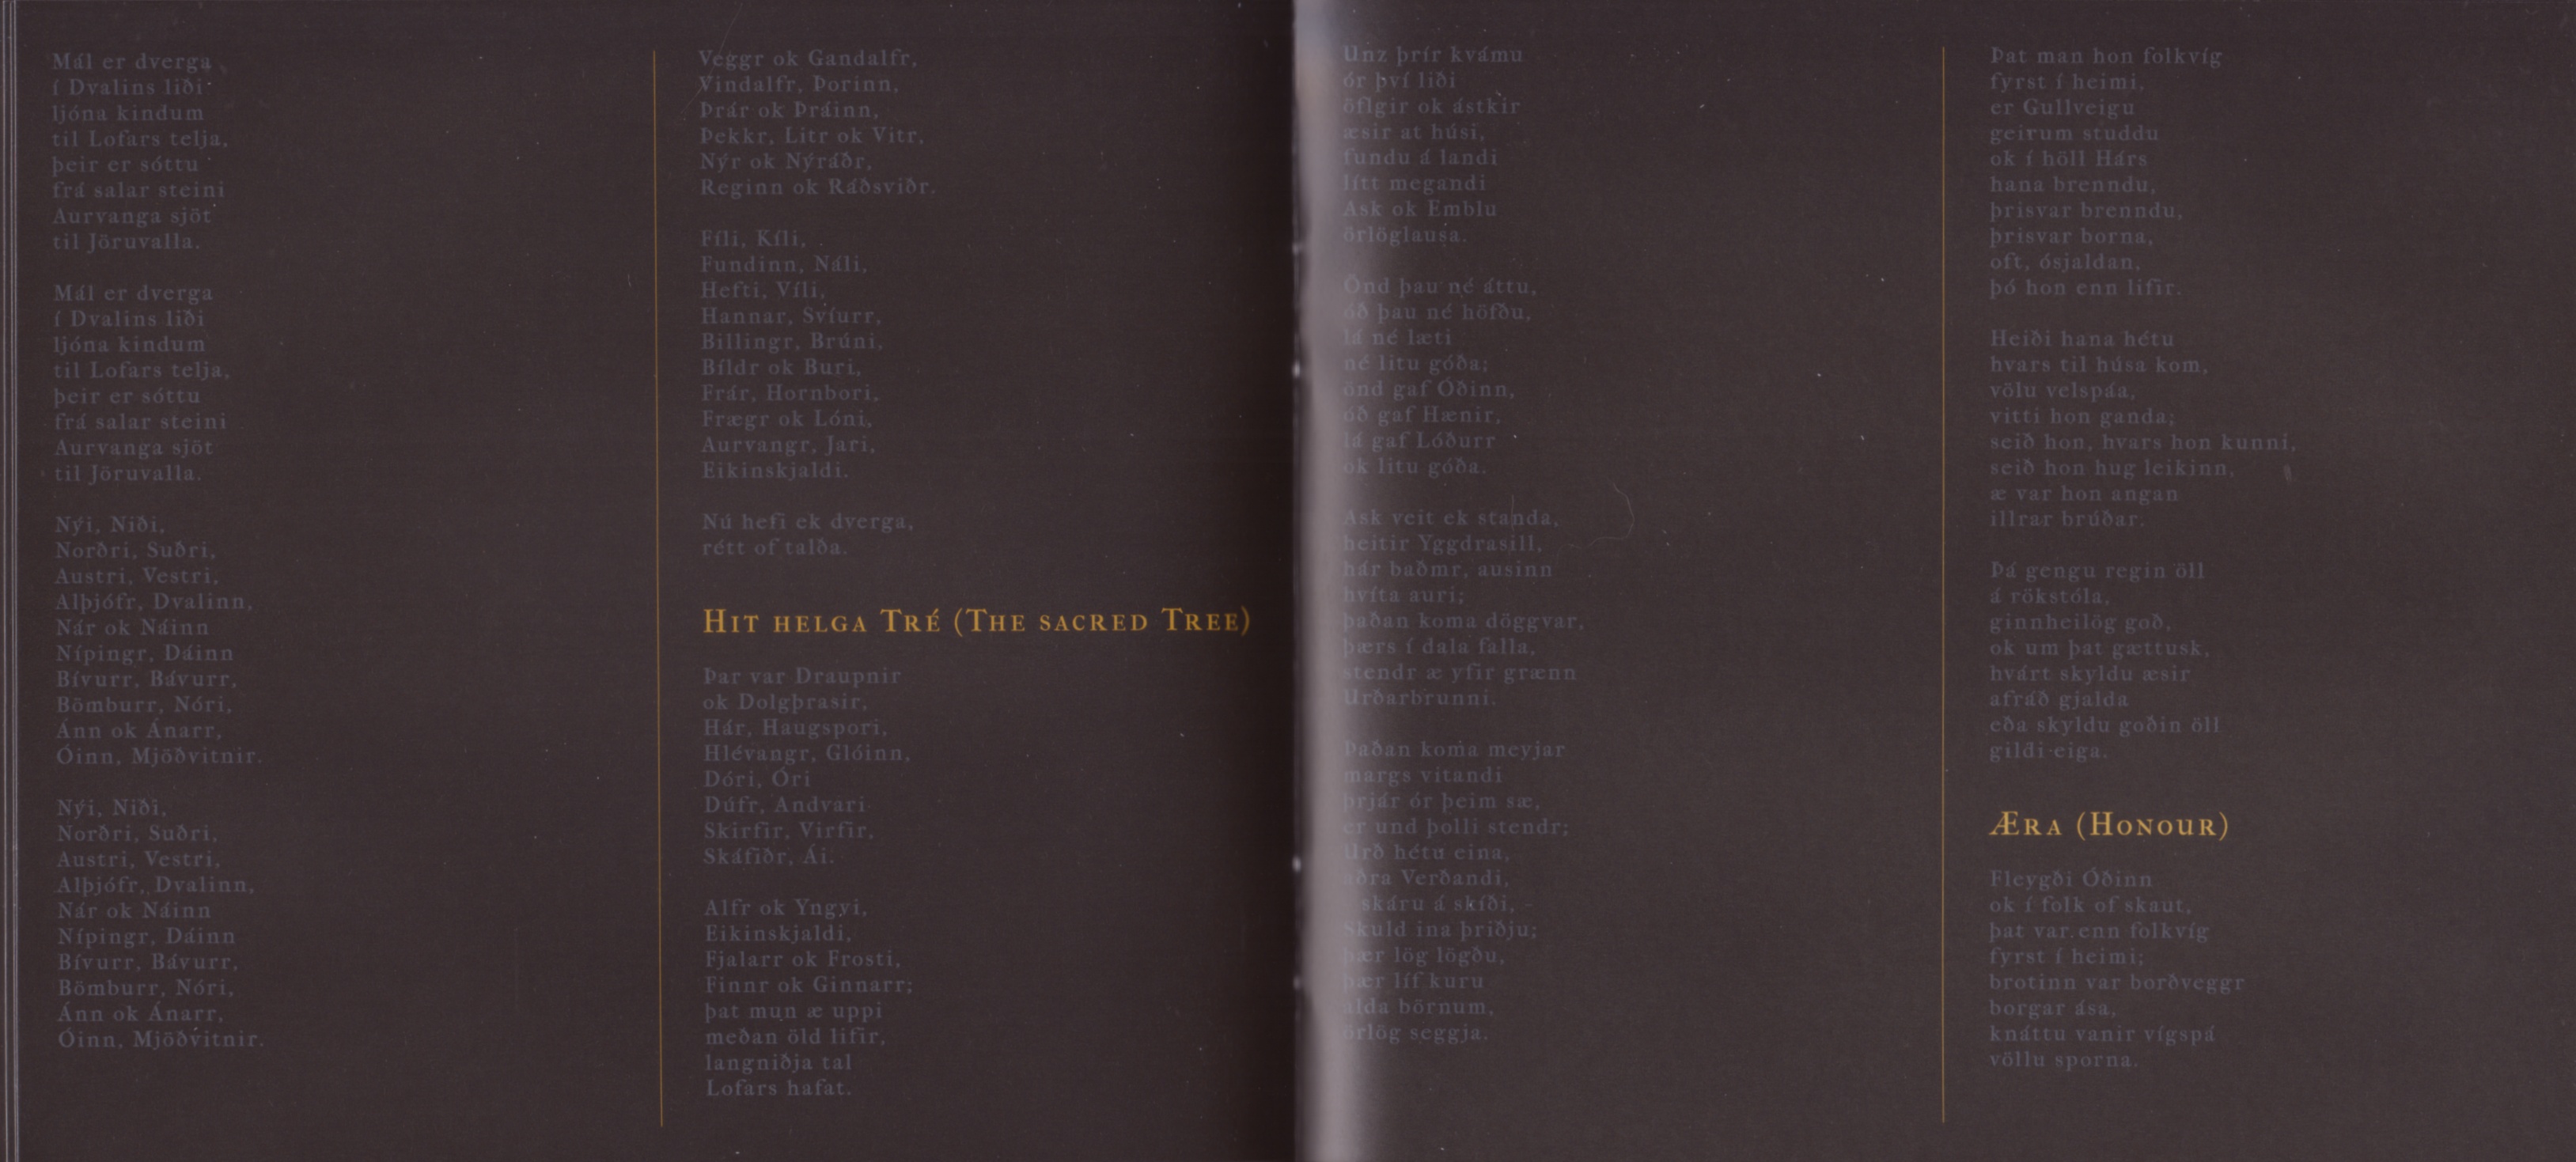 Mál er dverga
í Dvalins liði
ljóna kindum
til Lofars telja,
þeir er sóttu
frá salar steini
Aurvanga sjöt
til Jöruvalla.
Mál er dverga
í Dvalins liði
ljóna kindum
til Lofars telja,
þeir er sóttu
frá salar steini
Aurvanga sjöt
til Jöruvalla.
Nýi, Niði,
Norðri, Suðri,
Austri, Vestri,
Alþjófr, Dvalinn,
Nár ok Náinn
Nípingr, Dáinn
Bívurr, Bávurr,
Bömburr, Nóri,
Ánn ok Ánarr,
Óinn, Mjöðvitnir.
Nýi, Niði,
Norðri, Suðri,
Austri, Vestri,
Alþjófr, Dvalinn,
Nár ok Náinn
Nípingr, Dáinn
Bívurr, Bávurr,
Bömburr, Nóri,
Ánn ok Ánarr,
Óinn, Mjöðvitnir.
Veggr ok Gandalfr,
Vindalfr, Þorinn,
Þrár ok Þráinn,
Þekkr, Litr ok Vitr,
Nýr ok Nýráðr,
Reginn ok Ráðsviðr.
Fíli, Kíli,
Fundinn, Náli,
Hefti, Víli,
Hannar, Svíurr,
Billingr, Brúni,
Bíldr ok Buri,
Frár, Hornbori,
Frægr ok Lóni,
Aurvangr, Jari,
Eikinskjaldi.
Nú hefi ek dverga,
rétt of talða.
Hit helga Tré (The sacred Tree)
Þar var Draupnir
ok Dolgþrasir,
Hár, Haugspori,
Hlévangr, Glóinn,
Dóri, Óri
Dúfr, Andvari
Skirfir, Virfir,
Skáfiðr, Ái.
Alfr ok Yngvi,
Eikinskjaldi,
Fjalarr ok Frosti,
Finnr ok Ginnarr;
þat mun æ uppi
meðan öld lifir,
langniðja tal
Lofars hafat.
Unz þrír kvámu
ór því liði
öflgir ok ástkir
æsir at húsi,
fundu á landi
lítt megandi
Ask ok Emblu
örlöglausa.
Önd þau né áttu,
óð þau né höfðu,
lá né læti
né litu góða;
önd gaf Óðinn,
óð gaf Hænir,
lá gaf Lóðurr
ok litu góða.
Ask veit ek standa,
heitir Yggdrasill,
hár baðmr, ausinn
hvíta auri;
þaðan koma döggvar,
þærs í dala falla,
stendr æ yfir grænn
Urðarbrunni.
Þaðan koma meyjar
margs vitandi
þrjár ór þeim sæ,
er und þolli stendr;
Urð hétu eina,
aðra Verðandi,
skáru á skíði, -
Skuld ina þriðju;
þær lög lögðu,
þær líf kuru
alda börnum,
örlög seggja.
Þat man hon folkvíg
fyrst í heimi,
er Gullveigu
geirum studdu
ok í höll Hárs
hana brenndu,
þrisvar brenndu,
þrisvar borna,
oft, ósjaldan,
þó hon enn lifir.
Heiði hana hétu
hvars til húsa kom,
völu velspáa,
vitti hon ganda;
seið hon, hvars hon kunni,
seið hon hug leikinn,
æ var hon angan
illrar brúðar.
Þá gengu regin öll
á rökstóla,
ginnheilög goð,
ok um þat gættusk,
hvárt skyldu æsir
afráð gjalda
eða skyldu goðin öll
gildi eiga.
Æra (Honour)
Fleygði Óðinn
ok í folk of skaut,
þat var enn folkvíg
fyrst í heimi;
brotinn var borðveggr
borgar ása,
knáttu vanir vígspá
völlu sporna.